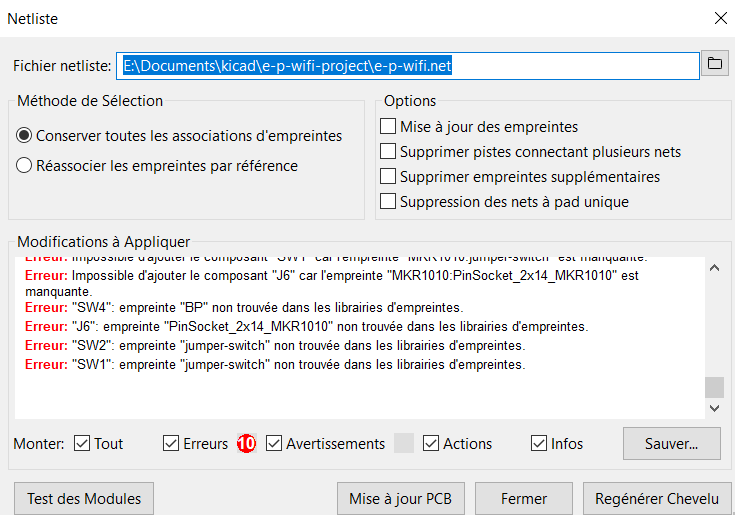 Netliste
Fichier netliste: E:\Documents\kicad\e-p-wifi-project\e-p-wifi.net
Méthode de Sélection
Conserver toutes les associations d'empreintes
Réassocier les empreintes par référence
Options
Mise à jour des empreintes
Supprimer pistes connectant plusieurs nets
Supprimer empreintes supplémentaires
Suppression des nets à pad unique
Modifications à Appliquer
Erreur: Impossible d'ajouter le composant "SW1" car l'empreinte "MKR1010:jumper-switch" est manquante.
Erreur: Impossible d'ajouter le composant "J6" car l'empreinte "MKR1010:PinSocket_2x14_MKR1010" est
manquante.
Erreur: "SW4": empreinte "BP" non trouvée dans les librairies d'empreintes.
Erreur: "J6": empreinte "PinSocket_2x14_MKR1010" non trouvée dans les librairies d'empreintes.
Erreur: "SW2": empreinte "jumper-switch" non trouvée dans les librairies d'empreintes.
Erreur: "SW1": empreinte "jumper-switch" non trouvée dans les librairies d'empreintes.
Monter: Tout Erreurs 10 Avertissements Actions Infos Sauver...
Test des Modules Mise à jour PCB Fermer Regénérer Chevelu